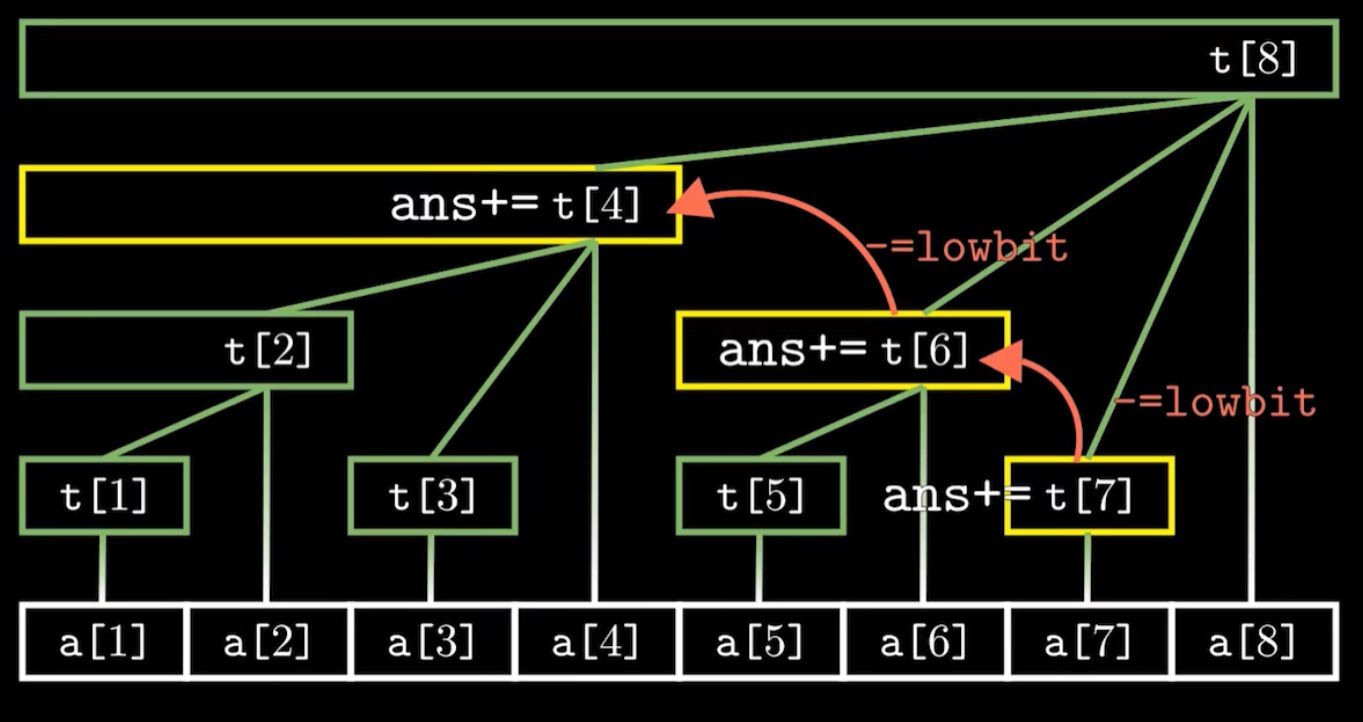 t[8]
ans+= t[4]
-=lowbit
t[2]
ans+= t[6]
-=lowbit
t[1] t[3] t[5] ans+= t[7]
a[1] a[2] a[3] a[4] a[5] a[6] a[7] a[8]